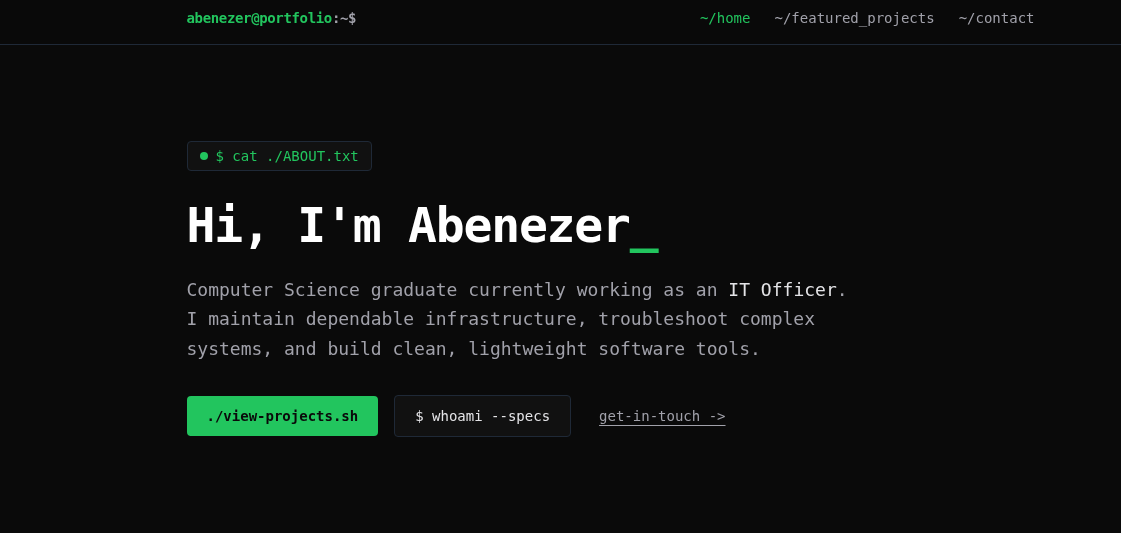 abenezer@portfolio:~$
~/home ~/featured_projects ~/contact
$ cat ./ABOUT.txt
Hi, I'm Abenezer_
Computer Science graduate currently working as an IT Officer.
I maintain dependable infrastructure, troubleshoot complex
systems, and build clean, lightweight software tools.
./view-projects.sh
$ whoami --specs
get-in-touch ->